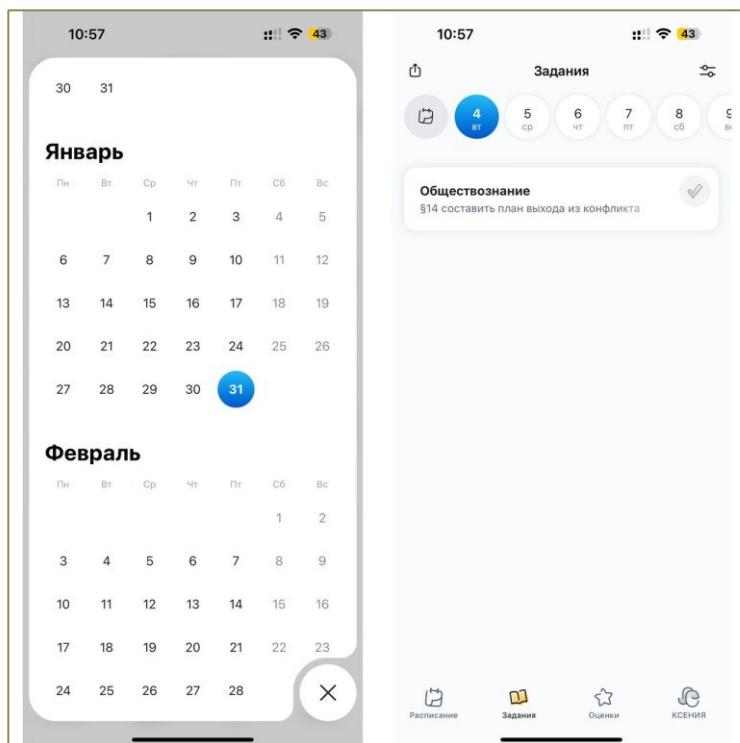 10:57
43
30 31
Январь
Пн Вт Ср Чт Пт Сб Вс
1 2 3 4 5
6 7 8 9 10 11 12
13 14 15 16 17 18 19
20 21 22 23 24 25 26
27 28 29 30 31
Февраль
Пн Вт Ср Чт Пт Сб Вс
1 2
3 4 5 6 7 8 9
10 11 12 13 14 15 16
17 18 19 20 21 22 23
24 25 26 27 28
10:57
43
Задания
4 5 6 7 8 9
вт ср чт пт сб
Обществознание
§14 составить план выхода из конфликта
Расписание Задания Оценки КСЕНИЯ